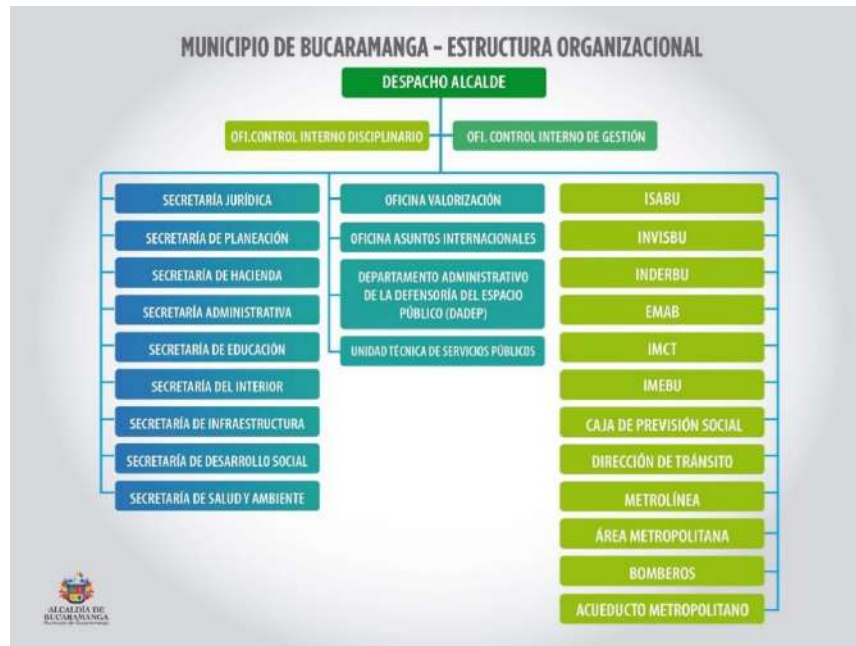 MUNICIPIO DE BUCARAMANGA - ESTRUCTURA ORGANIZACIONAL
DESPACHO ALCALDE
OFI.CONTROL INTERNO DISCIPLINARIO
OFI. CONTROL INTERNO DE GESTIÓN
SECRETARÍA JURÍDICA
SECRETARÍA DE PLANEACIÓN
SECRETARÍA DE HACIENDA
SECRETARÍA ADMINISTRATIVA
SECRETARÍA DE EDUCACIÓN
SECRETARÍA DEL INTERIOR
SECRETARÍA DE INFRAESTRUCTURA
SECRETARÍA DE DESARROLLO SOCIAL
SECRETARÍA DE SALUD Y AMBIENTE
OFICINA VALORIZACIÓN
OFICINA ASUNTOS INTERNACIONALES
DEPARTAMENTO ADMINISTRATIVO
DE LA DEFENSORÍA DEL ESPACIO
PÚBLICO (DADEP)
UNIDAD TÉCNICA DE SERVICIOS PÚBLICOS
ISABU
INVISBU
INDERBU
EMAB
IMCT
IMEBU
CAJA DE PREVISIÓN SOCIAL
DIRECCIÓN DE TRÁNSITO
METROLÍNEA
ÁREA METROPOLITANA
BOMBEROS
ACUEDUCTO METROPOLITANO
ALCALDÍA DE
BUCARAMANGA
Municipio de Bucaramanga